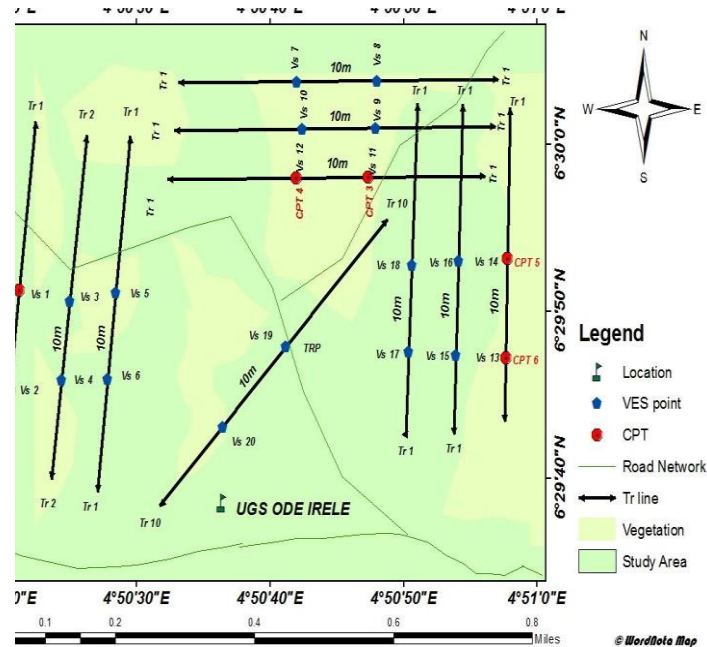 0"E 4°50'30"E 4°50'40"E 4°50'50"E 4°51'0"E
Vs 7
Vs 8
10m
Tr 1
Tr 1
Vs 10
Vs 9
10m
Tr 1
Tr 1
Vs 12
Vs 11
10m
Tr 1
Tr 1
CPT 4
CPT 3
Tr 1
Tr 2
Tr 1
Tr 1
Tr 1
Tr 1
Tr 10
Vs 18
Vs 16
Vs 14
CPT 5
Vs 1
Vs 3
Vs 5
10m
10m
10m
10m
Vs 19
TRP
Vs 17
Vs 15
Vs 13
CPT 6
Vs 2
Vs 4
Vs 6
10m
Vs 20
Tr 1
Tr 1
Tr 2
Tr 1
Tr 10
UGS ODE IRELE
6°30'0"N
6°29'50"N
6°29'40"N
0"E 4°50'30"E 4°50'40"E 4°50'50"E 4°51'0"E
0.1 0.2 0.4 0.6 0.8
Miles
N
W E
S
Legend
Location
VES point
CPT
Road Network
Tr line
Vegetation
Study Area
© WordNota Map